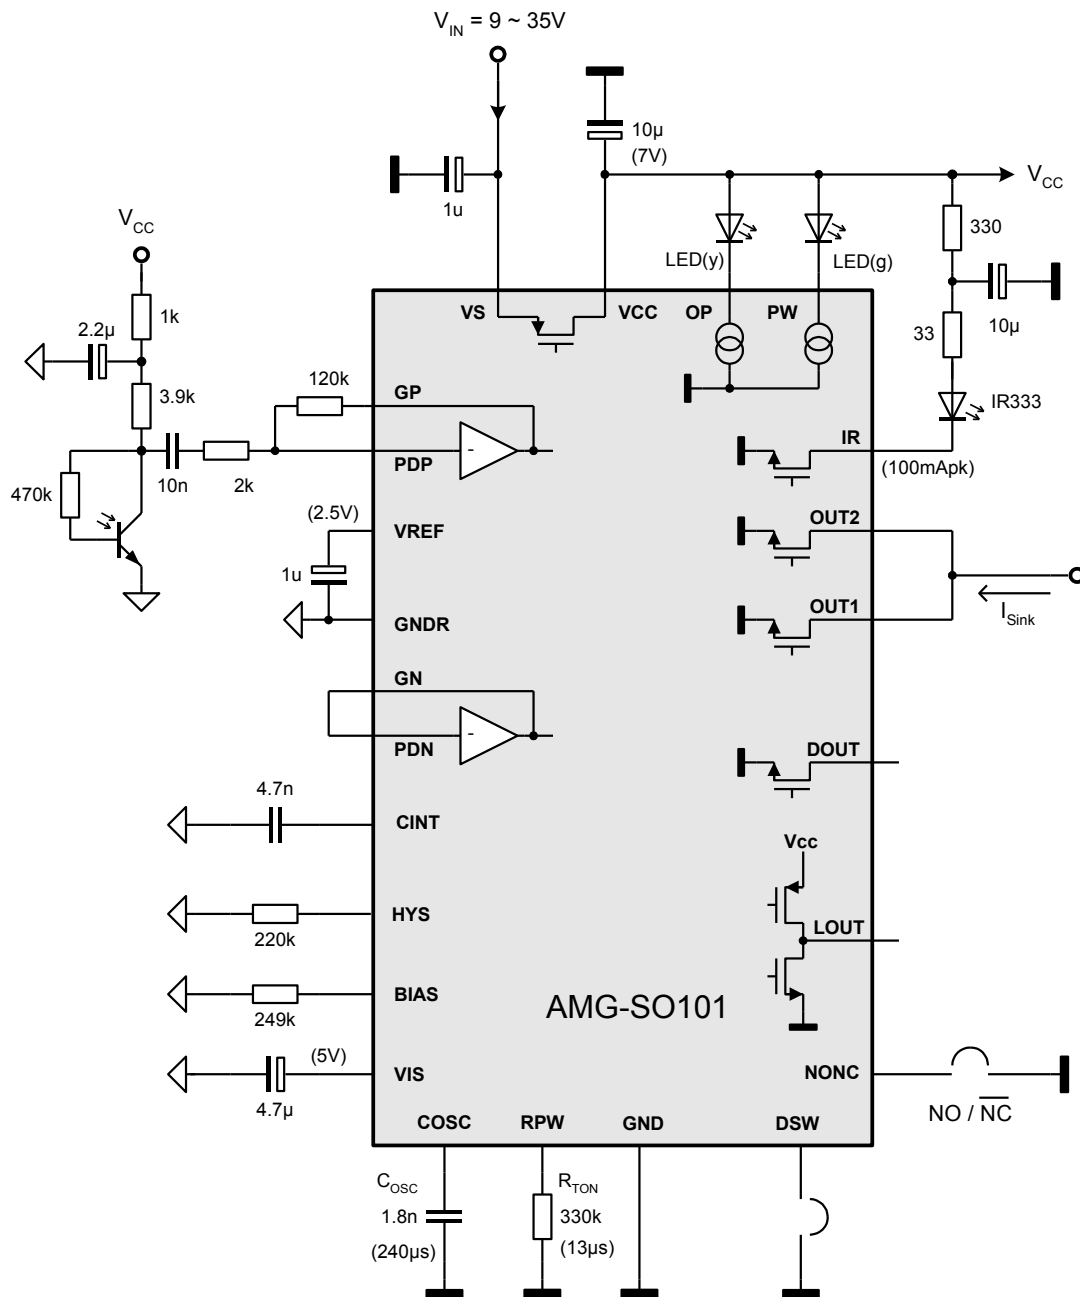 V_IN = 9 ~ 35V
10µ
(7V)
1u
V_CC
V_CC
330
LED(y)
LED(g)
VS
VCC
OP
PW
10µ
33
1k
2.2µ
3.9k
120k
GP
IR333
IR
(100mApk)
PDP
10n
2k
470k
(2.5V)
VREF
OUT2
1u
GNDR
OUT1
I_Sink
GN
PDN
DOUT
4.7n
CINT
Vcc
HYS
220k
LOUT
BIAS
249k
AMG-SO101
(5V)
VIS
4.7µ
NONC
NO / N̅C̅
COSC
RPW
GND
DSW
C_OSC
1.8n
(240µs)
R_TON
330k
(13µs)
-
-